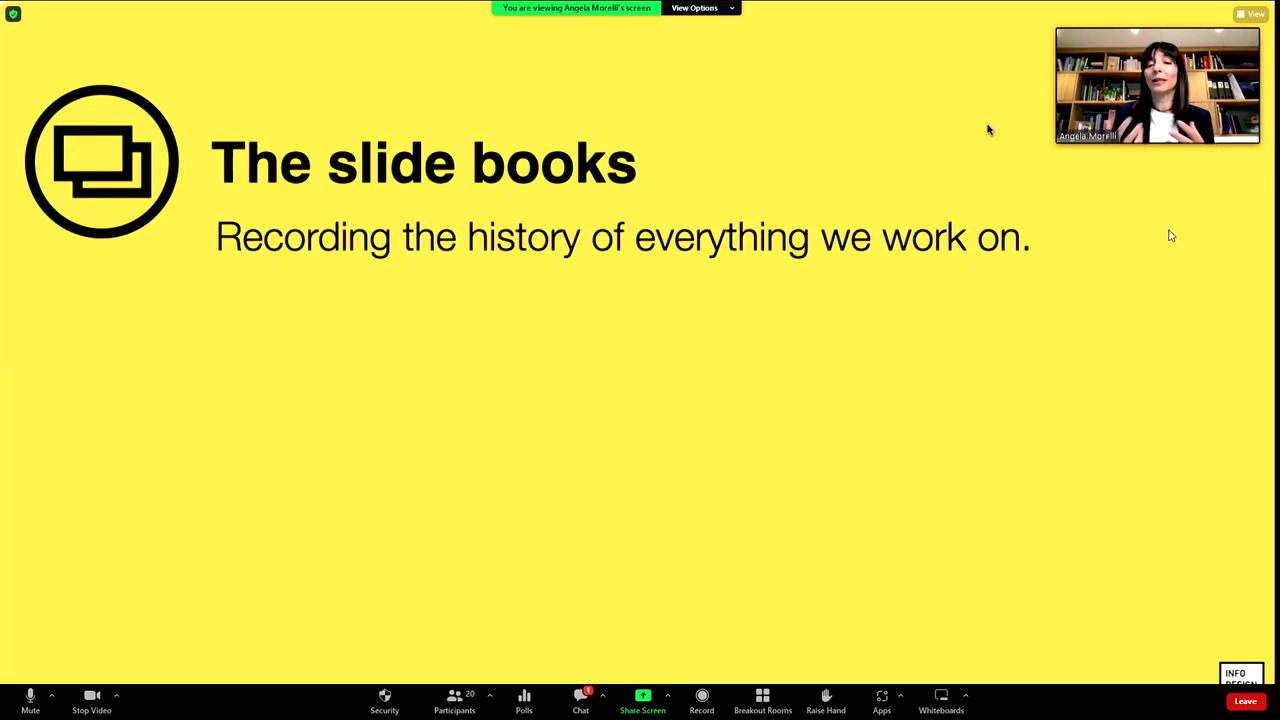 You are viewing Angela Morelli's screen
View Options
View
Angela Morelli
The slide books
Recording the history of everything we work on.
INFO
DESIGN
Mute
Stop Video
Security
Participants
20
Polls
Chat
1
Share Screen
Record
Breakout Rooms
Raise Hand
Apps
Whiteboards
Leave